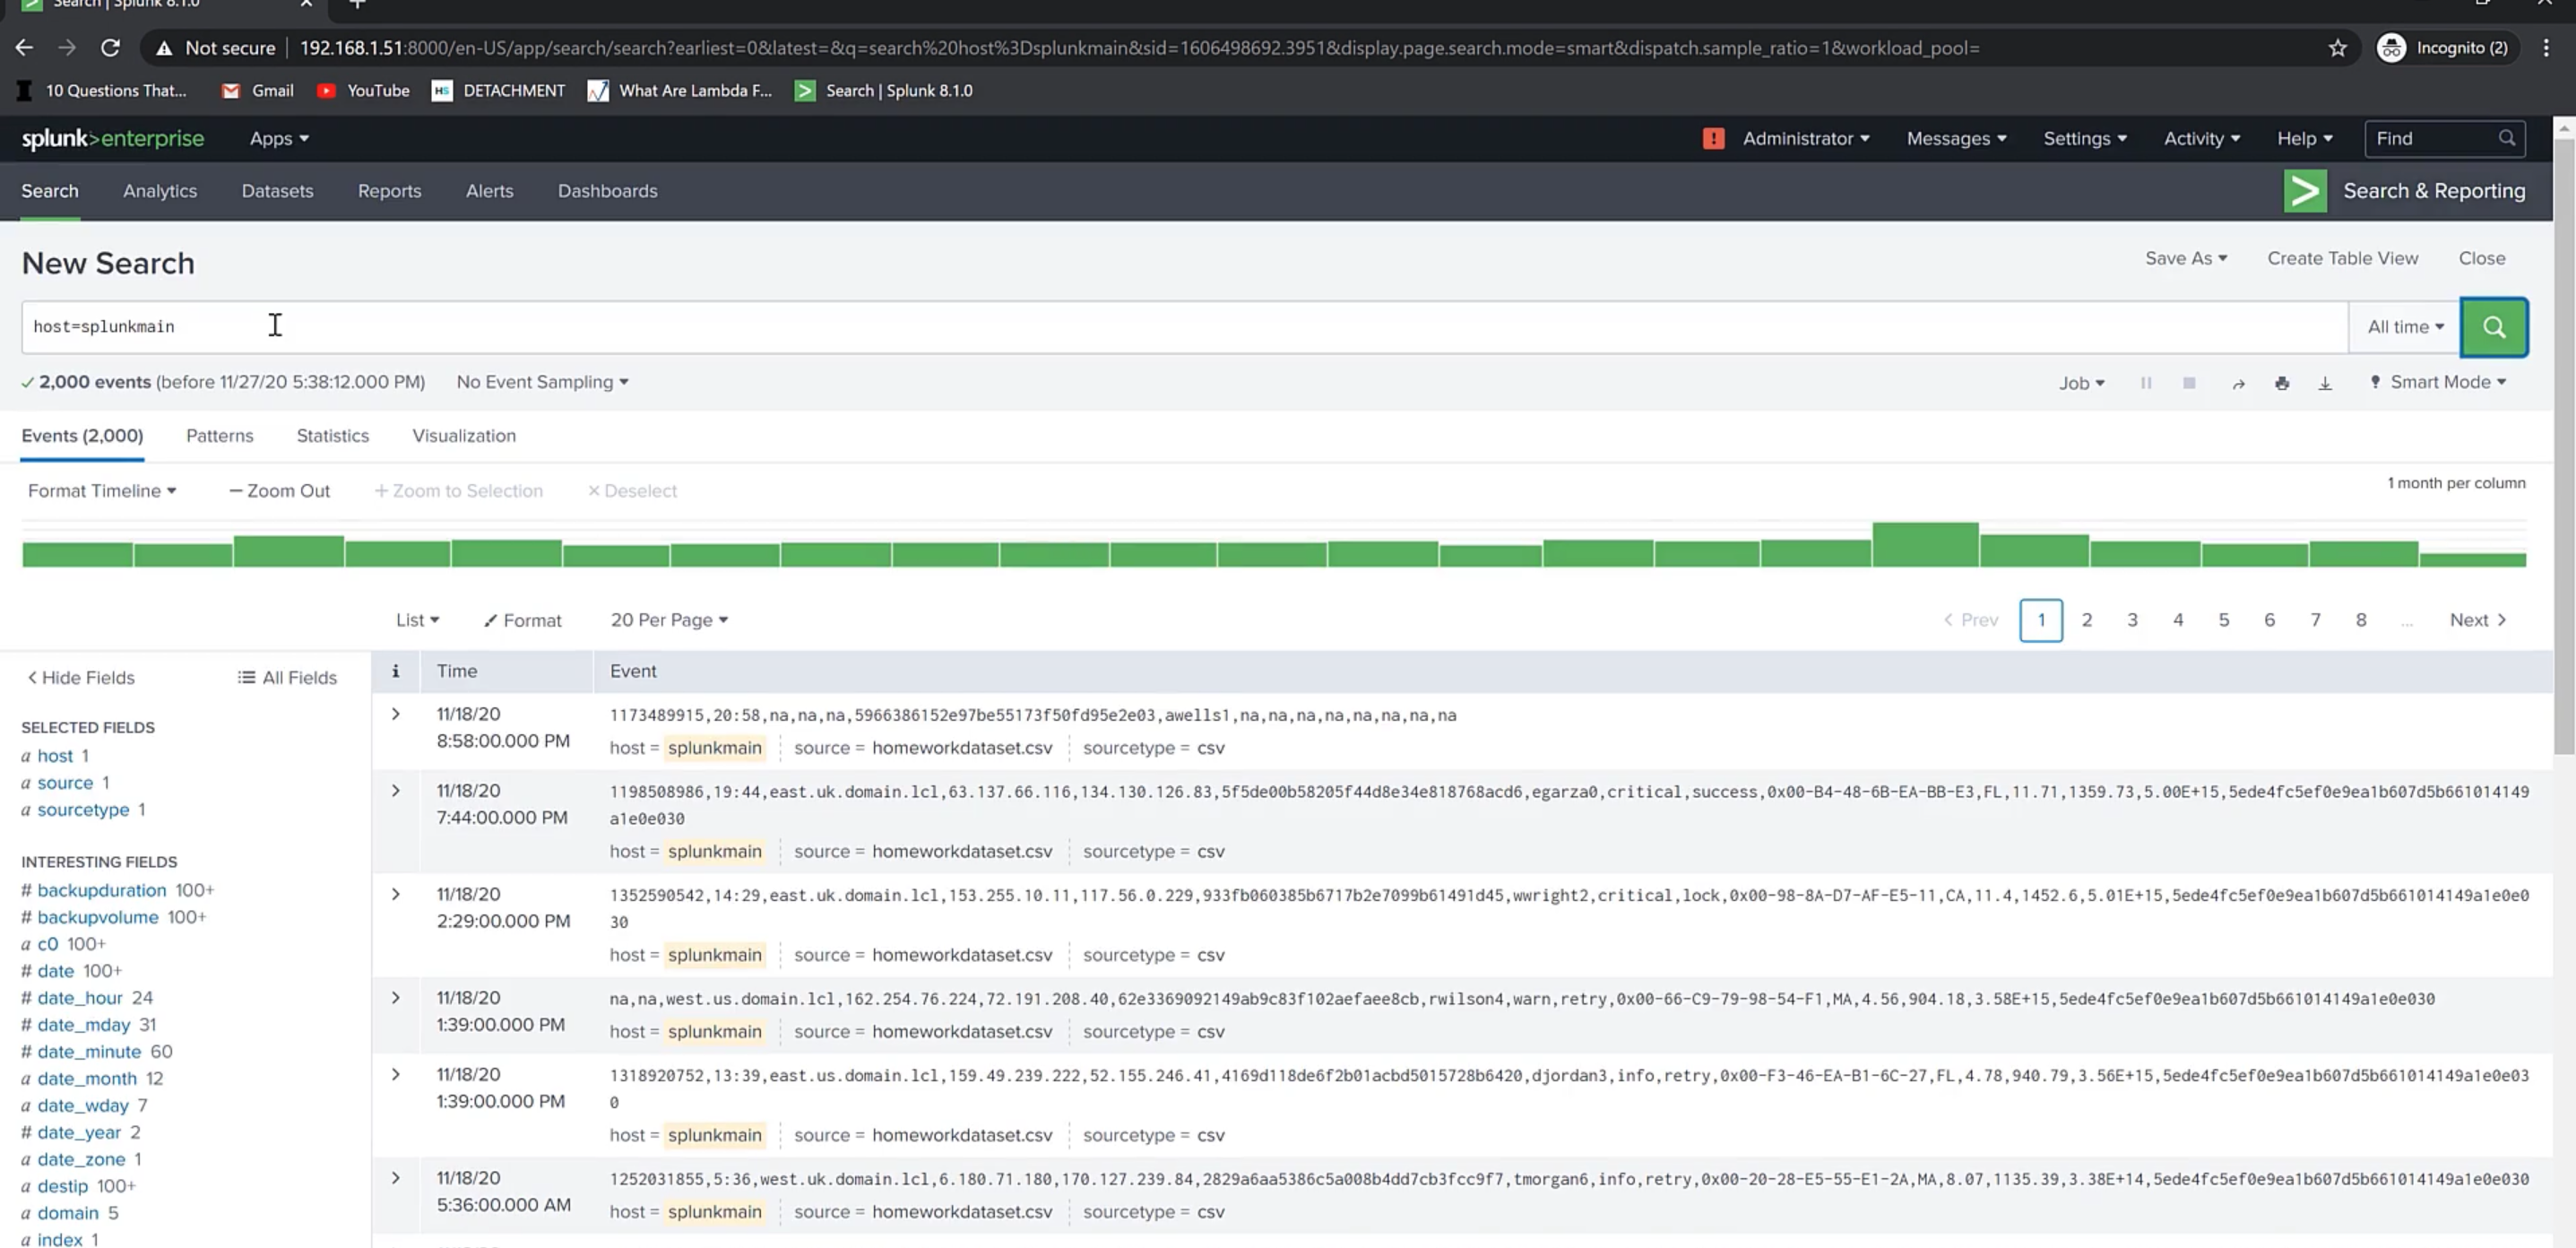 Search | Splunk 8.1.0
Not secure 192.168.1.51:8000/en-US/app/search/search?earliest=0&latest=&q=search%20host%3Dsplunkmain&sid=1606498692.3951&display.page.search.mode=smart&dispatch.sample_ratio=1&workload_pool= Incognito (2)
10 Questions That... Gmail YouTube HS DETACHMENT What Are Lambda F... Search | Splunk 8.1.0
splunk>enterprise Apps Administrator Messages Settings Activity Help Find
Search Analytics Datasets Reports Alerts Dashboards Search & Reporting
New Search Save As Create Table View Close
host=splunkmain All time
2,000 events (before 11/27/20 5:38:12.000 PM) No Event Sampling Job Smart Mode
Events (2,000) Patterns Statistics Visualization
Format Timeline — Zoom Out + Zoom to Selection × Deselect 1 month per column
List Format 20 Per Page < Prev 1 2 3 4 5 6 7 8 ... Next >
< Hide Fields All Fields
SELECTED FIELDS
a host 1
a source 1
a sourcetype 1
INTERESTING FIELDS
# backupduration 100+
# backupvolume 100+
a c0 100+
# date 100+
# date_hour 24
# date_mday 31
# date_minute 60
a date_month 12
a date_wday 7
# date_year 2
a date_zone 1
a destip 100+
a domain 5
a index 1
i Time Event
11/18/20
8:58:00.000 PM
1173489915,20:58,na,na,na,5966386152e97be55173f50fd95e2e03,awells1,na,na,na,na,na,na,na,na
host = splunkmain source = homeworkdataset.csv sourcetype = csv
11/18/20
7:44:00.000 PM
1198508986,19:44,east.uk.domain.lcl,63.137.66.116,134.130.126.83,5f5de00b58205f44d8e34e818768acd6,egarza0,critical,success,0x00-B4-48-6B-EA-BB-E3,FL,11.71,1359.73,5.00E+15,5ede4fc5ef0e9ea1b607d5b661014149
a1e0e030
host = splunkmain source = homeworkdataset.csv sourcetype = csv
11/18/20
2:29:00.000 PM
1352590542,14:29,east.uk.domain.lcl,153.255.10.11,117.56.0.229,933fb060385b6717b2e7099b61491d45,wwright2,critical,lock,0x00-98-8A-D7-AF-E5-11,CA,11.4,1452.6,5.01E+15,5ede4fc5ef0e9ea1b607d5b661014149a1e0e0
30
host = splunkmain source = homeworkdataset.csv sourcetype = csv
11/18/20
1:39:00.000 PM
na,na,west.us.domain.lcl,162.254.76.224,72.191.208.40,62e3369092149ab9c83f102aefaee8cb,rwilson4,warn,retry,0x00-66-C9-79-98-54-F1,MA,4.56,904.18,3.58E+15,5ede4fc5ef0e9ea1b607d5b661014149a1e0e030
host = splunkmain source = homeworkdataset.csv sourcetype = csv
11/18/20
1:39:00.000 PM
1318920752,13:39,east.us.domain.lcl,159.49.239.222,52.155.246.41,4169d118de6f2b01acbd5015728b6420,djordan3,info,retry,0x00-F3-46-EA-B1-6C-27,FL,4.78,940.79,3.56E+15,5ede4fc5ef0e9ea1b607d5b661014149a1e0e03
0
host = splunkmain source = homeworkdataset.csv sourcetype = csv
11/18/20
5:36:00.000 AM
1252031855,5:36,west.uk.domain.lcl,6.180.71.180,170.127.239.84,2829a6aa5386c5a008b4dd7cb3fcc9f7,tmorgan6,info,retry,0x00-20-28-E5-55-E1-2A,MA,8.07,1135.39,3.38E+14,5ede4fc5ef0e9ea1b607d5b661014149a1e0e030
host = splunkmain source = homeworkdataset.csv sourcetype = csv